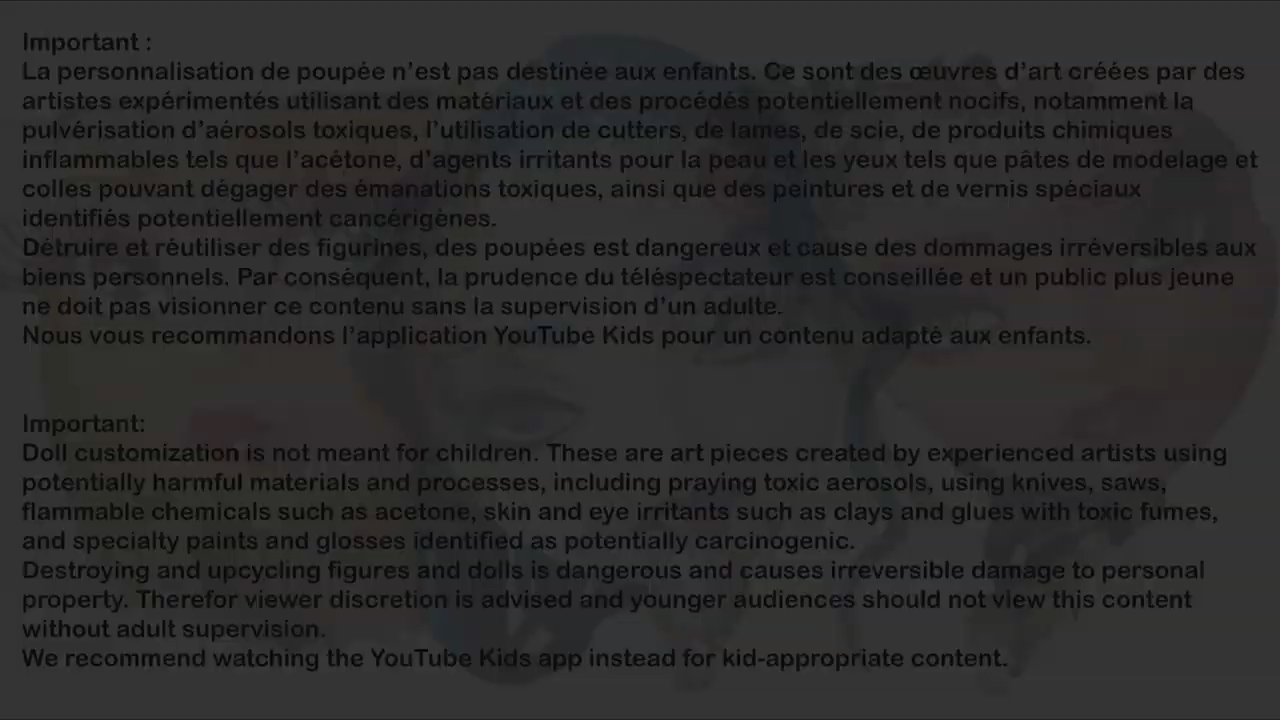 Important :
La personnalisation de poupée n'est pas destinée aux enfants. Ce sont des œuvres d'art créées par des
artistes expérimentés utilisant des matériaux et des procédés potentiellement nocifs, notamment la
pulvérisation d'aérosols toxiques, l'utilisation de cutters, de lames, de scie, de produits chimiques
inflammables tels que l'acétone, d'agents irritants pour la peau et les yeux tels que pâtes de modelage et
colles pouvant dégager des émanations toxiques, ainsi que des peintures et de vernis spéciaux
identifiés potentiellement cancérigènes.
Détruire et réutiliser des figurines, des poupées est dangereux et cause des dommages irréversibles aux
biens personnels. Par conséquent, la prudence du téléspectateur est conseillée et un public plus jeune
ne doit pas visionner ce contenu sans la supervision d'un adulte.
Nous vous recommandons l'application YouTube Kids pour un contenu adapté aux enfants.
Important:
Doll customization is not meant for children. These are art pieces created by experienced artists using
potentially harmful materials and processes, including praying toxic aerosols, using knives, saws,
flammable chemicals such as acetone, skin and eye irritants such as clays and glues with toxic fumes,
and specialty paints and glosses identified as potentially carcinogenic.
Destroying and upcycling figures and dolls is dangerous and causes irreversible damage to personal
property. Therefor viewer discretion is advised and younger audiences should not view this content
without adult supervision.
We recommend watching the YouTube Kids app instead for kid-appropriate content.